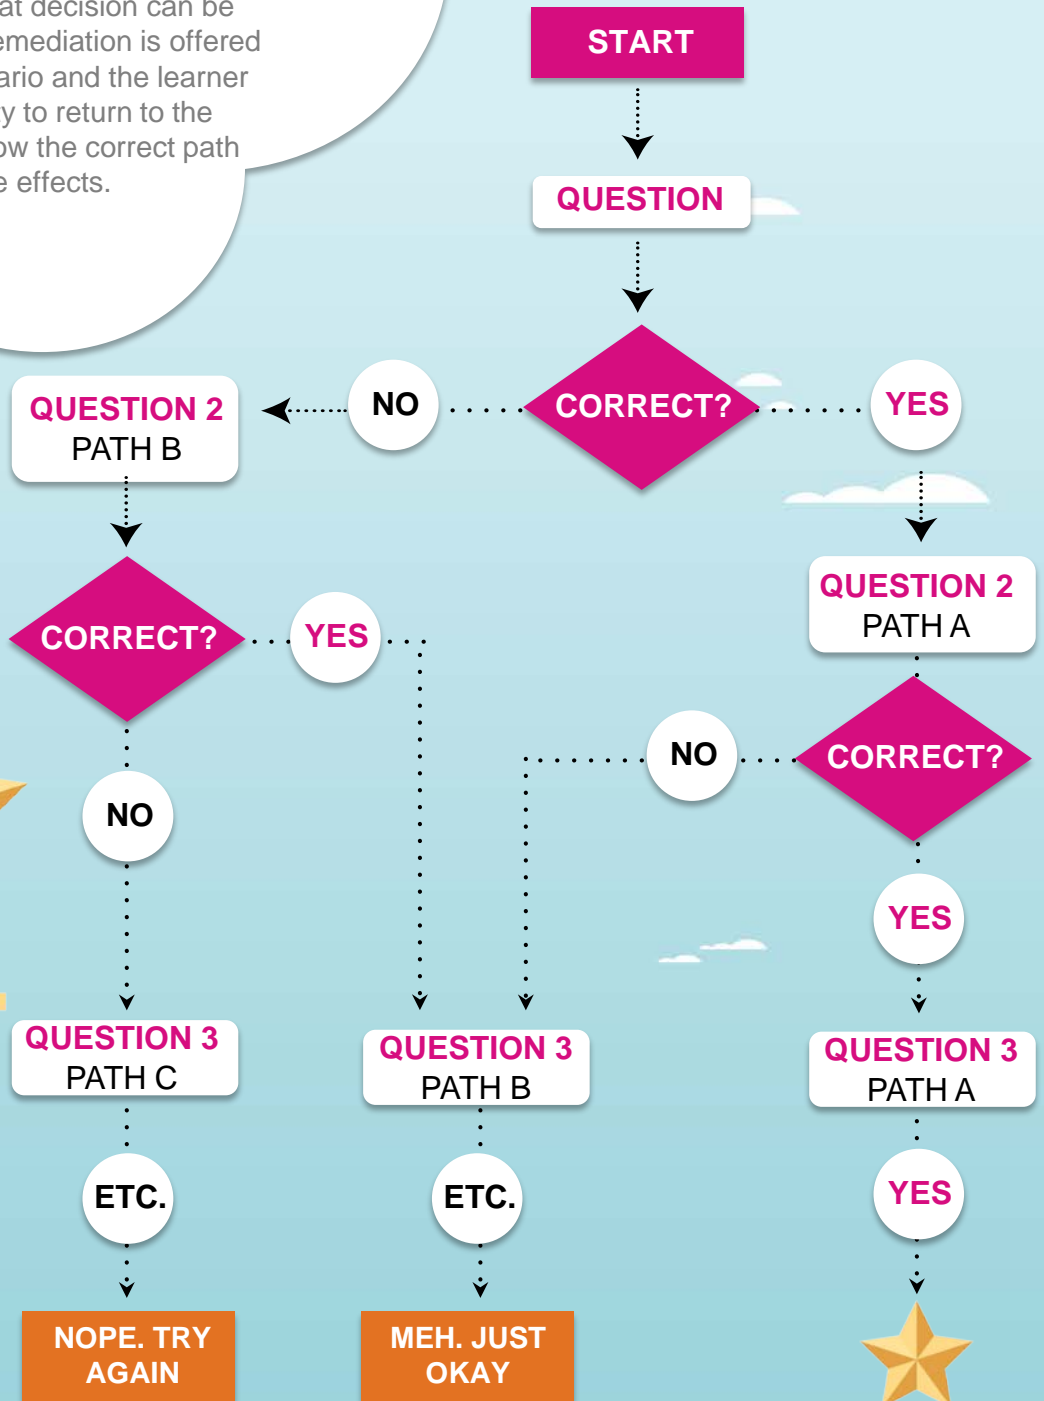 at decision can be
emediation is offered
ario and the learner
ty to return to the
ow the correct path
e effects.
START
QUESTION
CORRECT?
NO
YES
QUESTION 2
PATH B
QUESTION 2
PATH A
CORRECT?
YES
NO
CORRECT?
NO
YES
QUESTION 3
PATH C
QUESTION 3
PATH B
QUESTION 3
PATH A
ETC.
ETC.
YES
NOPE. TRY
AGAIN
MEH. JUST
OKAY